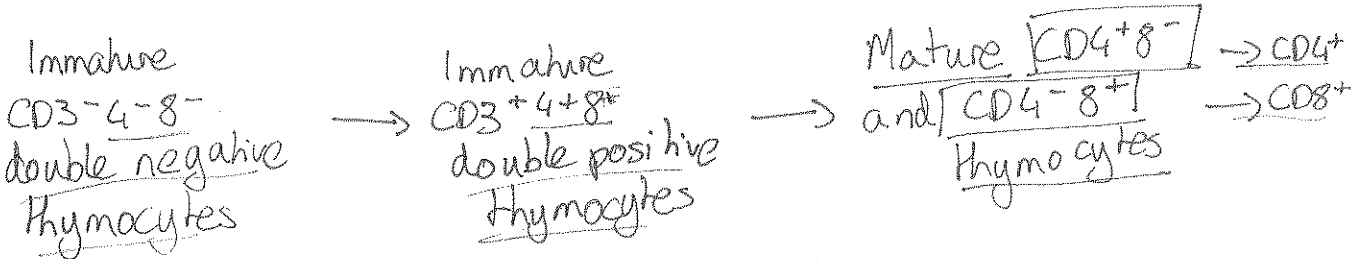 Immature
CD3⁻4⁻8⁻
double negative
thymocytes
→
Immature
CD3⁺4⁺8⁺
double positive
thymocytes
→
Mature CD4⁺8⁻ → CD4⁺
and CD4⁻8⁺ → CD8⁺
thymocytes